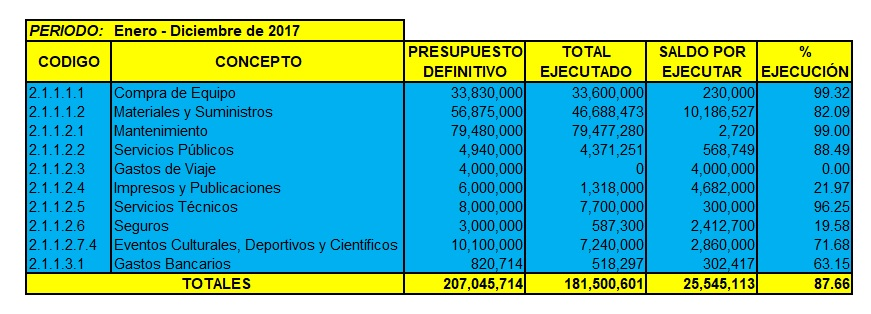 PERIODO: Enero - Diciembre de 2017
CODIGO CONCEPTO PRESUPUESTO DEFINITIVO TOTAL EJECUTADO SALDO POR EJECUTAR % EJECUCIÓN
2.1.1.1.1 Compra de Equipo 33,830,000 33,600,000 230,000 99.32
2.1.1.1.2 Materiales y Suministros 56,875,000 46,688,473 10,186,527 82.09
2.1.1.2.1 Mantenimiento 79,480,000 79,477,280 2,720 99.00
2.1.1.2.2 Servicios Públicos 4,940,000 4,371,251 568,749 88.49
2.1.1.2.3 Gastos de Viaje 4,000,000 0 4,000,000 0.00
2.1.1.2.4 Impresos y Publicaciones 6,000,000 1,318,000 4,682,000 21.97
2.1.1.2.5 Servicios Técnicos 8,000,000 7,700,000 300,000 96.25
2.1.1.2.6 Seguros 3,000,000 587,300 2,412,700 19.58
2.1.1.2.7.4 Eventos Culturales, Deportivos y Científicos 10,100,000 7,240,000 2,860,000 71.68
2.1.1.3.1 Gastos Bancarios 820,714 518,297 302,417 63.15
TOTALES 207,045,714 181,500,601 25,545,113 87.66